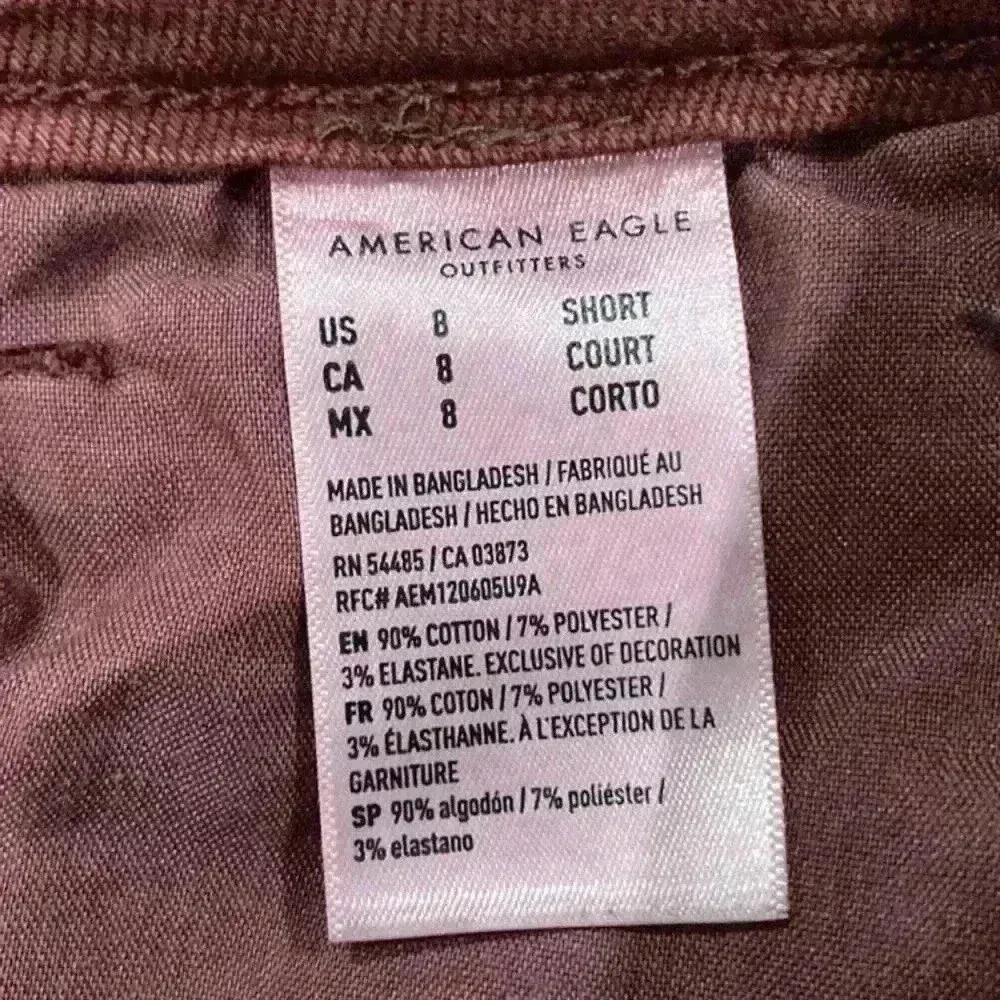 AMERICAN EAGLE
OUTFITTERS
US 8 SHORT
CA 8 COURT
MX 8 CORTO
MADE IN BANGLADESH / FABRIQUÉ AU
BANGLADESH / HECHO EN BANGLADESH
RN 54485 / CA 03873
RFC# AEM120605U9A
EN 90% COTTON / 7% POLYESTER /
3% ELASTANE. EXCLUSIVE OF DECORATION
FR 90% COTON / 7% POLYESTER /
3% ÉLASTHANNE. À L'EXCEPTION DE LA
GARNITURE
SP 90% algodón / 7% poliéster /
3% elastano